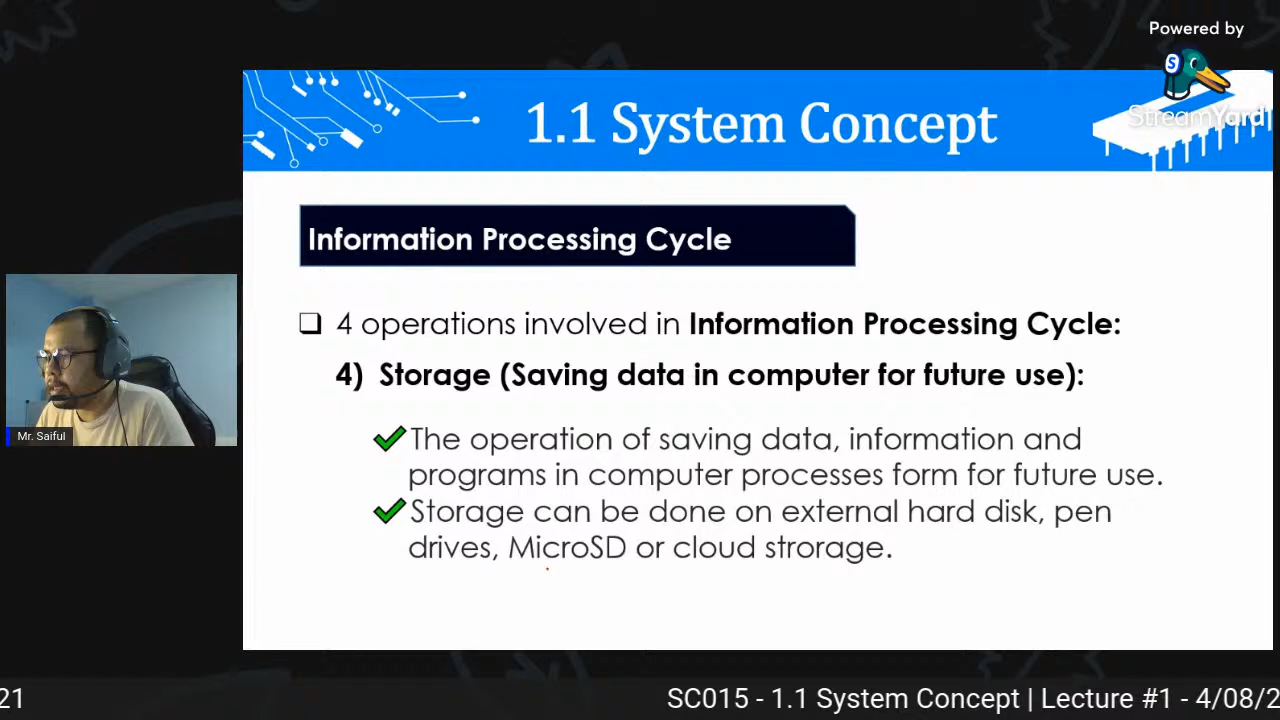 Powered by
StreamYard
1.1 System Concept
Information Processing Cycle
4 operations involved in Information Processing Cycle:
4) Storage (Saving data in computer for future use):
The operation of saving data, information and
programs in computer processes form for future use.
Storage can be done on external hard disk, pen
drives, MicroSD or cloud strorage.
Mr. Saiful
21 SC015 - 1.1 System Concept | Lecture #1 - 4/08/2